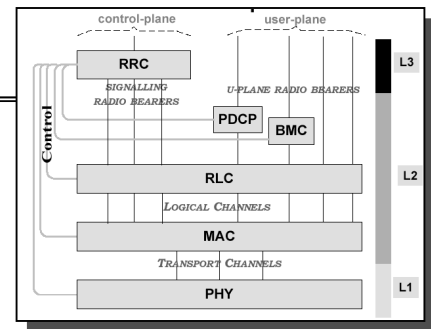 control-plane user-plane
RRC L3
SIGNALLING U-PLANE RADIO BEARERS
RADIO BEARERS
PDCP
BMC
Control
RLC L2
LOGICAL CHANNELS
MAC
TRANSPORT CHANNELS
PHY L1